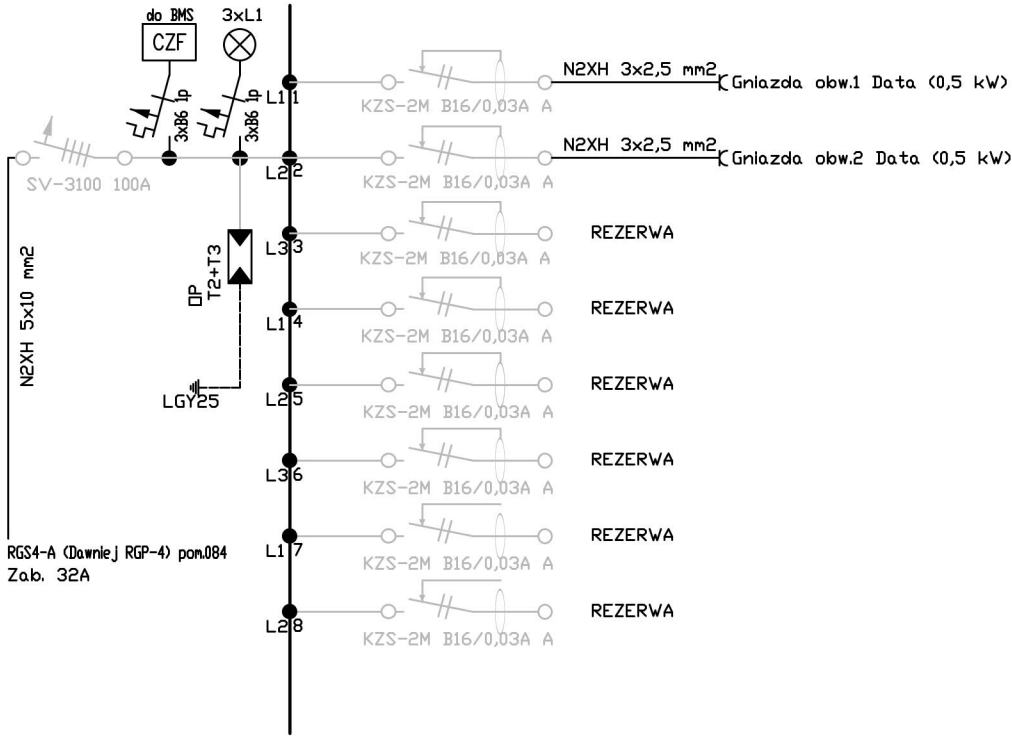 do BMS
3xL1
CZF
3xB6 1p
3xB6 1p
SV-3100 100A
N2XH 5x10 mm2
RGS4-A (Dawniej RGP-4) pom.084
Zab. 32A
OP
T2+T3
LGY25
L1 1
KZS-2M B16/0,03A A
N2XH 3x2,5 mm2
Gniazda obw.1 Data (0,5 kW)
L2 2
KZS-2M B16/0,03A A
N2XH 3x2,5 mm2
Gniazda obw.2 Data (0,5 kW)
L3 3
KZS-2M B16/0,03A A
REZERWA
L1 4
KZS-2M B16/0,03A A
REZERWA
L2 5
KZS-2M B16/0,03A A
REZERWA
L3 6
KZS-2M B16/0,03A A
REZERWA
L1 7
KZS-2M B16/0,03A A
REZERWA
L2 8
KZS-2M B16/0,03A A
REZERWA